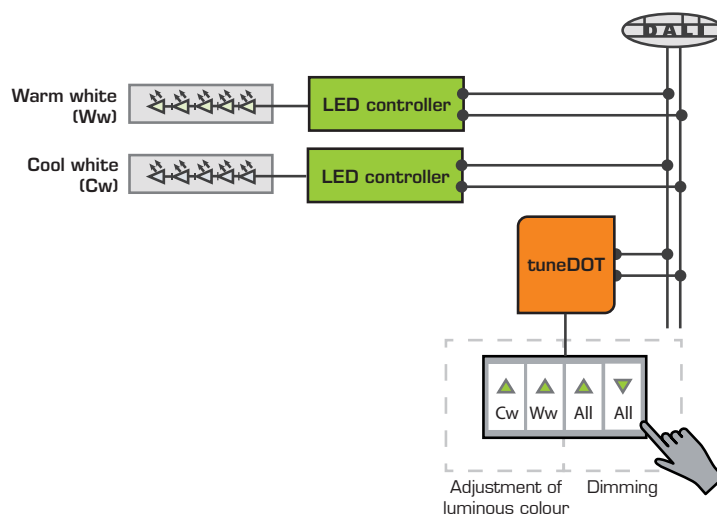 DALI
Warm white
(Ww)
LED controller
Cool white
(Cw)
LED controller
tuneDOT
Cw Ww All All
Adjustment of
luminous colour
Dimming